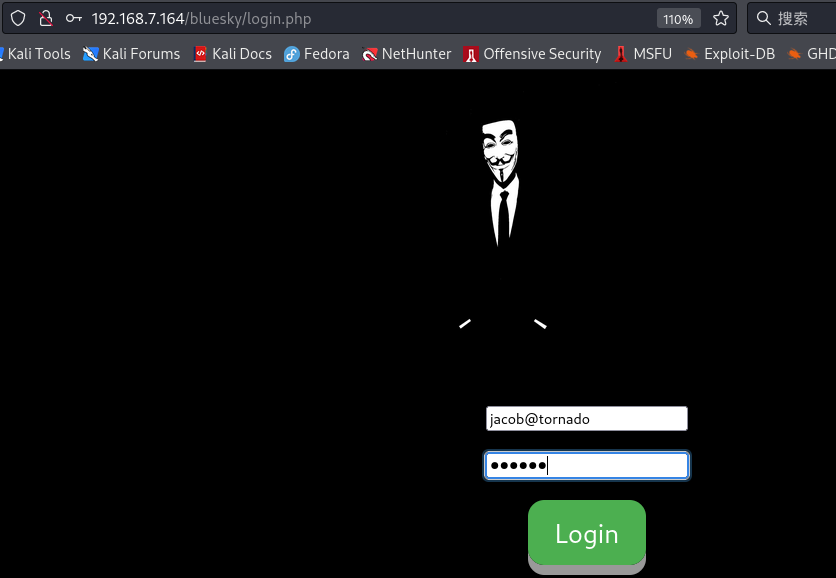 192.168.7.164/bluesky/login.php 110% 搜索
Kali Tools Kali Forums Kali Docs Fedora NetHunter Offensive Security MSFU Exploit-DB GHD
jacob@tornado
●●●●●●
Login